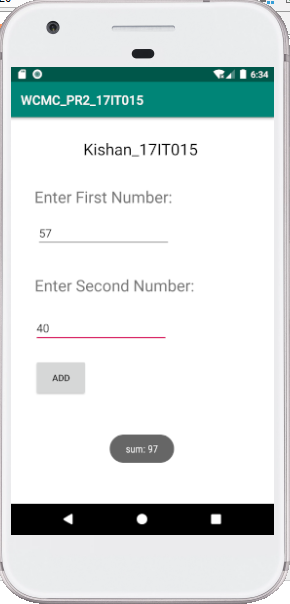 6:34
WCMC_PR2_17IT015
Kishan_17IT015
Enter First Number:
57
Enter Second Number:
40
ADD
sum: 97